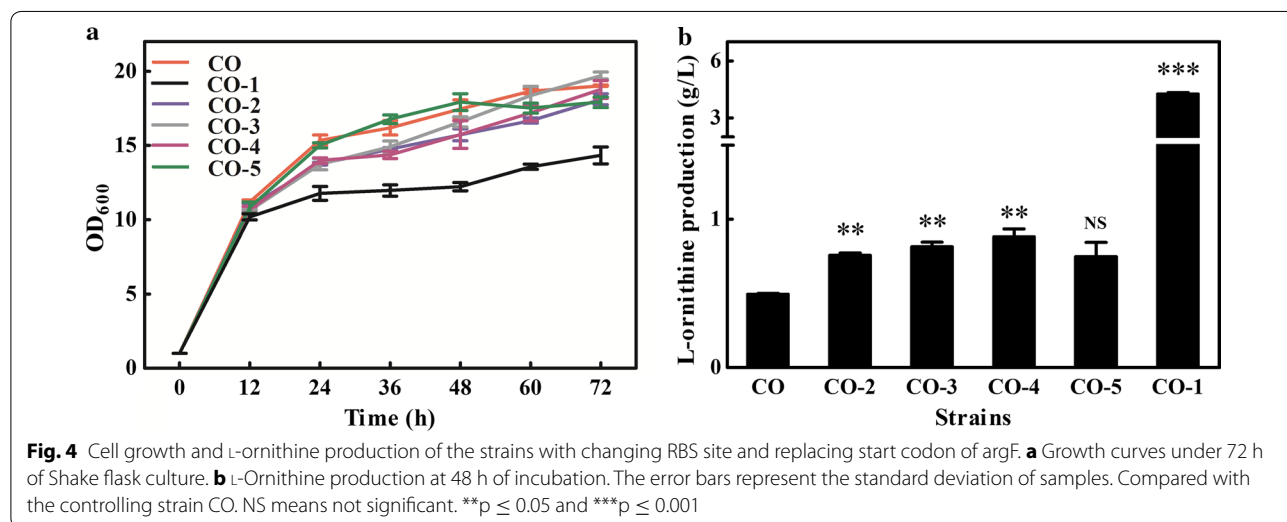 a
20
15
10
5
0
OD600
CO
CO-1
CO-2
CO-3
CO-4
CO-5
0 12 24 36 48 60 72
Time (h)
b
6
3
1
0
L-ornithine production (g/L)
** ** ** NS ***
CO CO-2 CO-3 CO-4 CO-5 CO-1
Strains
Fig. 4 Cell growth and L-ornithine production of the strains with changing RBS site and replacing start codon of argF. a Growth curves under 72 h
of Shake flask culture. b L-Ornithine production at 48 h of incubation. The error bars represent the standard deviation of samples. Compared with
the controlling strain CO. NS means not significant. **p ≤ 0.05 and ***p ≤ 0.001